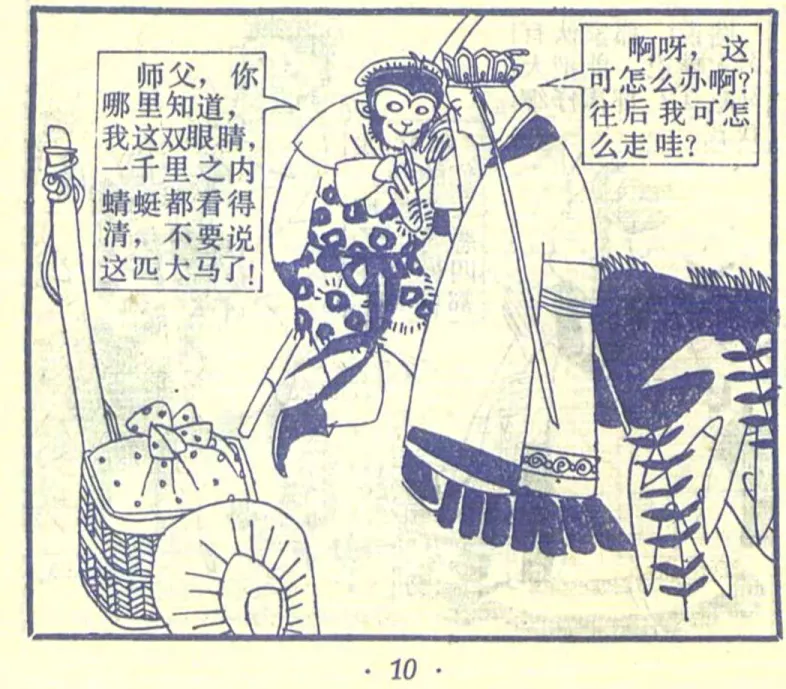 师父，你
哪里知道，
我这双眼睛，
一千里之内
蜻蜓都看得
清，不要说
这匹大马了！
啊呀，这
可怎么办啊？
往后我可怎
么走哇？
· 10 ·